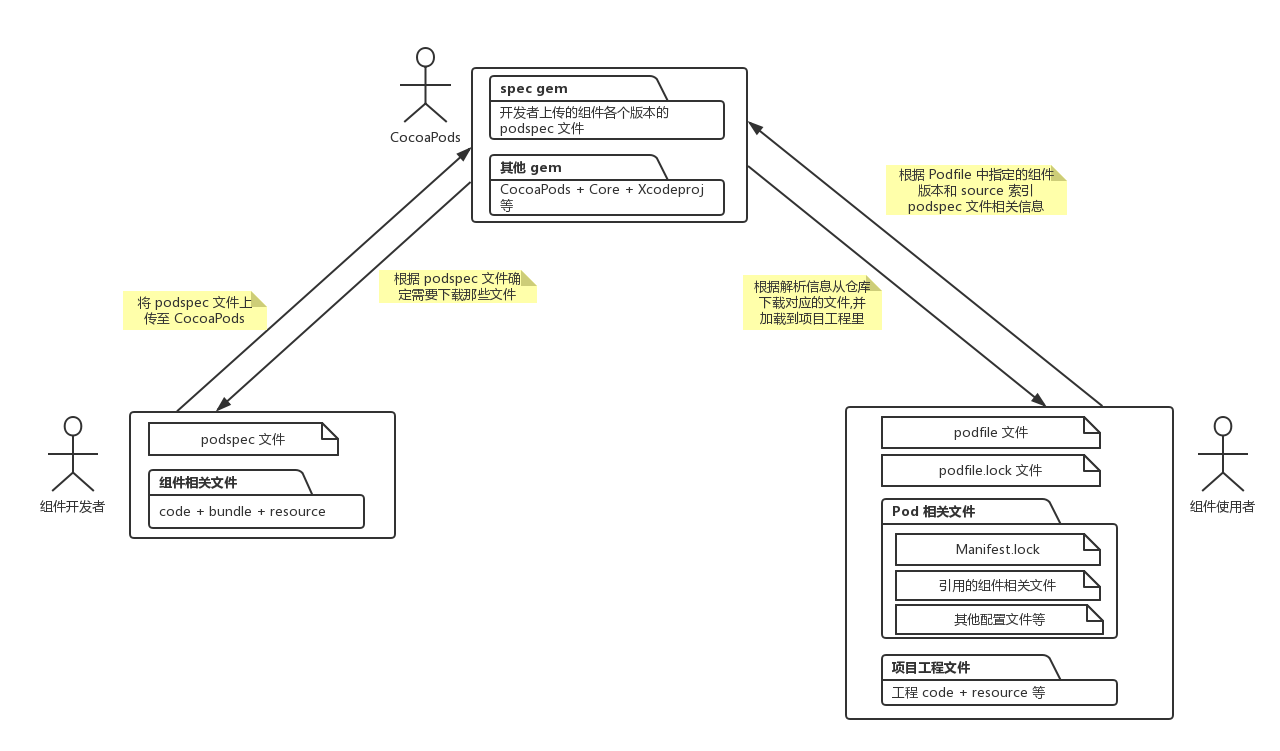 CocoaPods
spec gem
开发者上传的组件各个版本的
podspec 文件
其他 gem
CocoaPods + Core + Xcodeproj
等
根据 Podfile 中指定的组件
版本和 source 索引
podspec 文件相关信息
根据 podspec 文件确
定需要下载那些文件
将 podspec 文件上
传至 CocoaPods
根据解析信息从仓库
下载对应的文件,并
加载到项目工程里
组件开发者
podspec 文件
组件相关文件
code + bundle + resource
podfile 文件
podfile.lock 文件
Pod 相关文件
Manifest.lock
引用的组件相关文件
其他配置文件等
项目工程文件
工程 code + resource 等
组件使用者